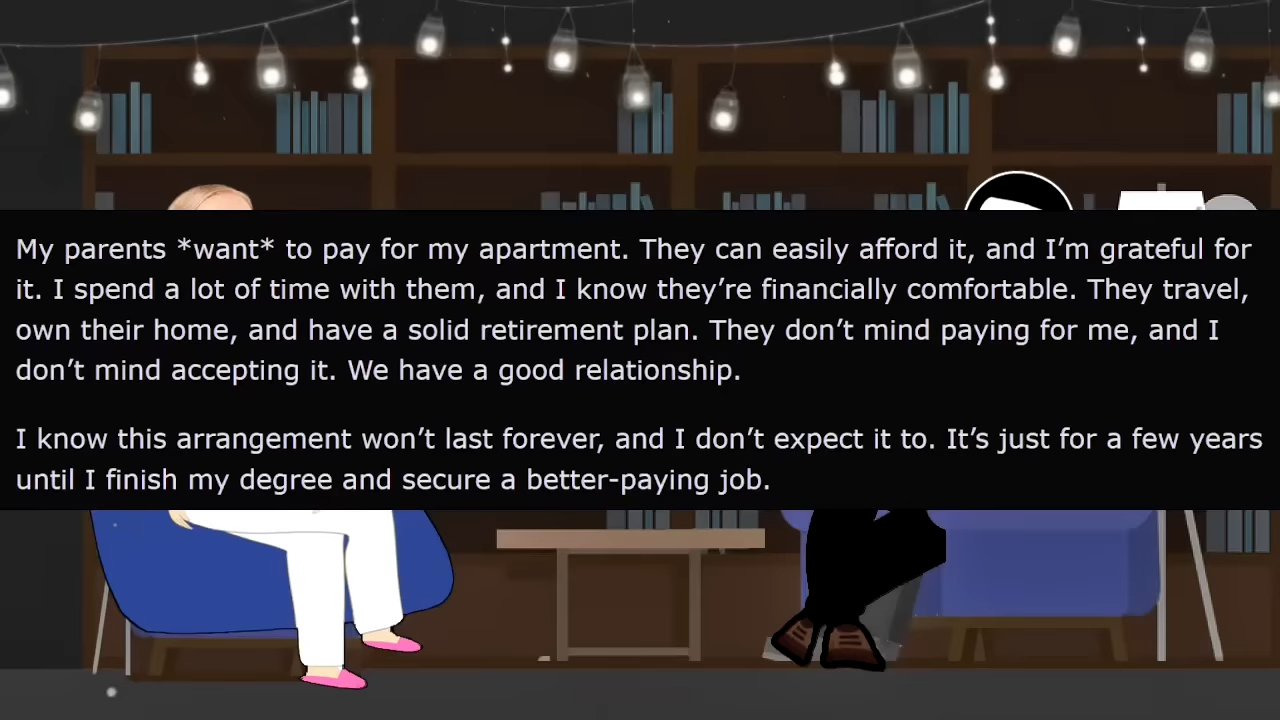 My parents *want* to pay for my apartment. They can easily afford it, and I’m grateful for
it. I spend a lot of time with them, and I know they’re financially comfortable. They travel,
own their home, and have a solid retirement plan. They don’t mind paying for me, and I
don’t mind accepting it. We have a good relationship.
I know this arrangement won’t last forever, and I don’t expect it to. It’s just for a few years
until I finish my degree and secure a better-paying job.